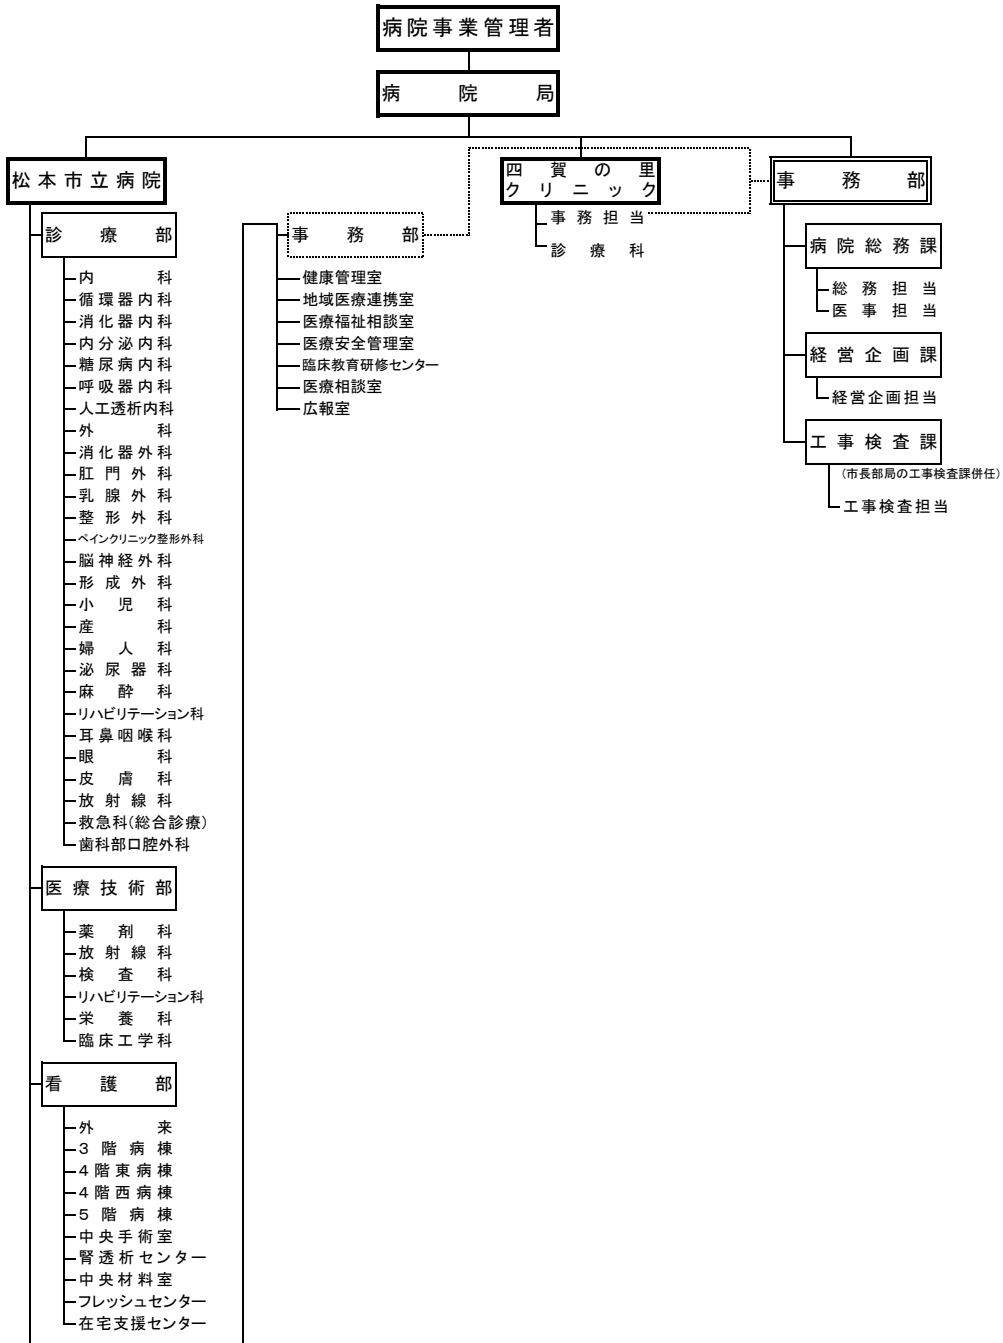 病院事業管理者
病院局
松本市立病院
診療部
内科
循環器内科
消化器内科
内分泌内科
糖尿病内科
呼吸器内科
人工透析内科
外科
消化器外科
肛門外科
乳腺外科
整形外科
ペインクリニック整形外科
脳神経外科
形成外科
小児科
産科
婦人科
泌尿器科
麻酔科
リハビリテーション科
耳鼻咽喉科
眼科
皮膚科
放射線科
救急科(総合診療)
歯科部口腔外科
医療技術部
薬剤科
放射線科
検査科
リハビリテーション科
栄養科
臨床工学科
看護部
外来
3階病棟
4階東病棟
4階西病棟
5階病棟
中央手術室
腎透析センター
中央材料室
フレッシュセンター
在宅支援センター
事務部
健康管理室
地域医療連携室
医療福祉相談室
医療安全管理室
臨床教育研修センター
医療相談室
広報室
四賀の里
クリニック
事務担当
診療科
事務部
病院総務課
総務担当
医事担当
経営企画課
経営企画担当
工事検査課
(市長部局の工事検査課併任)
工事検査担当